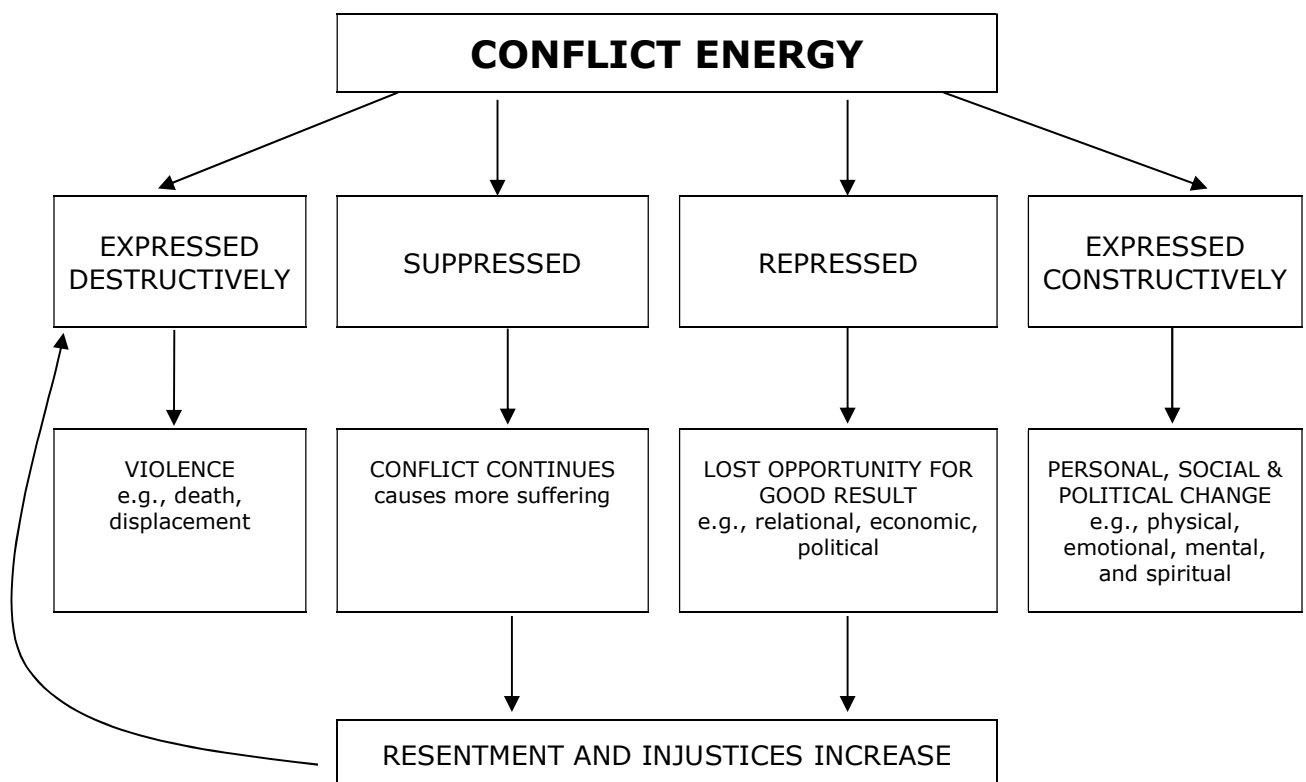 CONFLICT ENERGY
EXPRESSED
DESTRUCTIVELY
SUPPRESSED
REPRESSED
EXPRESSED
CONSTRUCTIVELY
VIOLENCE
e.g., death,
displacement
CONFLICT CONTINUES
causes more suffering
LOST OPPORTUNITY FOR
GOOD RESULT
e.g., relational, economic,
political
PERSONAL, SOCIAL &
POLITICAL CHANGE
e.g., physical,
emotional, mental,
and spiritual
RESENTMENT AND INJUSTICES INCREASE